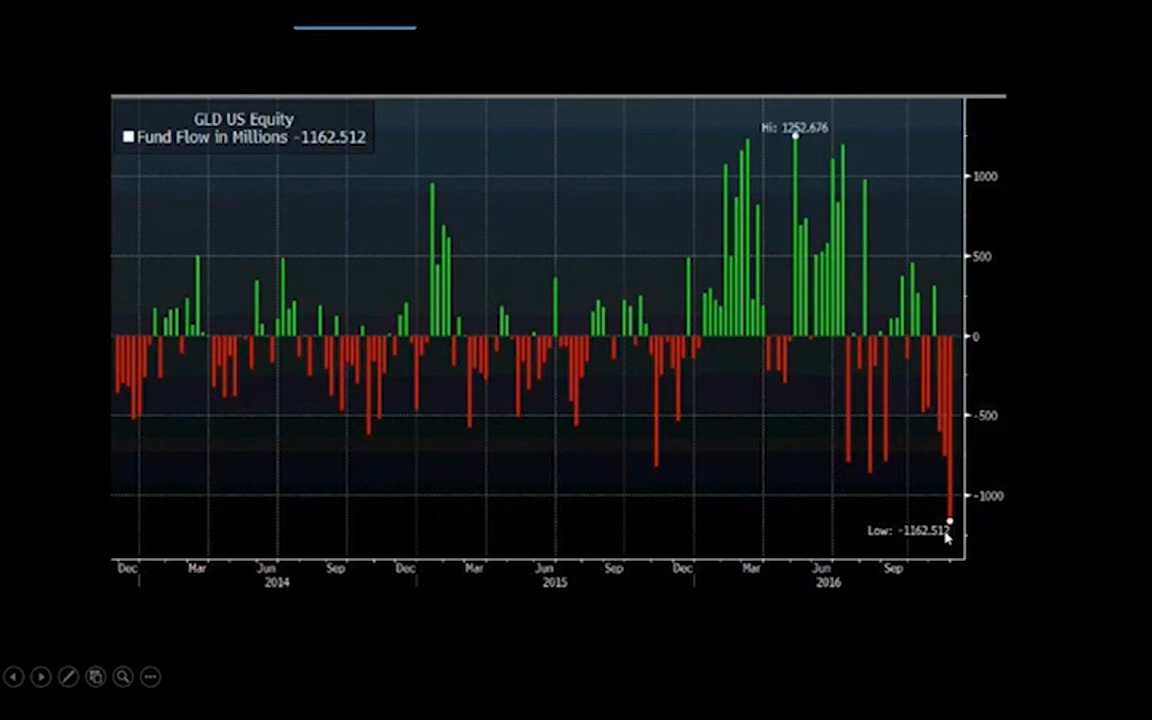 GLD US Equity
Fund Flow in Millions -1162.512
Hi: 1252.676
1000
500
0
-500
-1000
Low: -1162.512
Dec Mar Jun Sep Dec Mar Jun Sep Dec Mar Jun Sep
2014 2015 2016